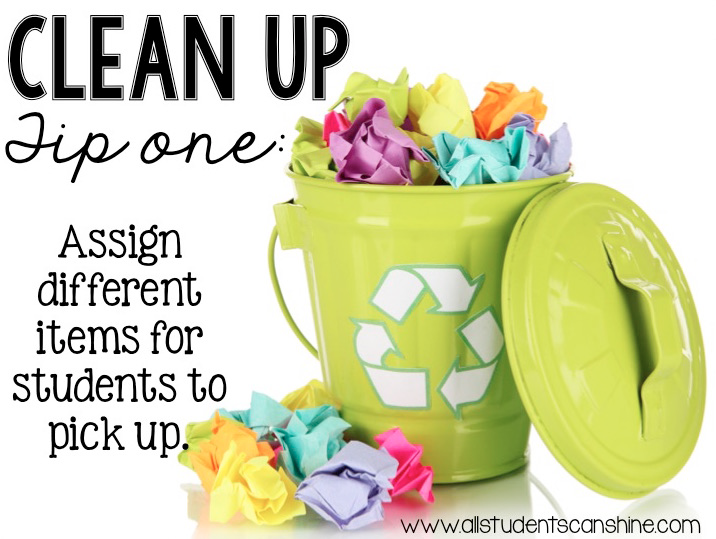 CLEAN UP
Tip one:
Assign
different
items for
students to
pick up.
www.allstudentscanshine.com